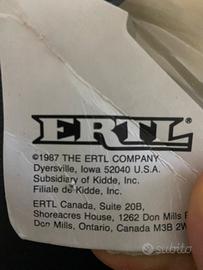 ERTL
©1987 THE ERTL COMPANY
Dyersville, Iowa 52040 U.S.A.
Subsidiary of Kidde, Inc.
Filiale de Kidde, Inc.
ERTL Canada, Suite 20B,
Shoreacres House, 1262 Don Mills
Don Mills, Ontario, Canada M3B
subito